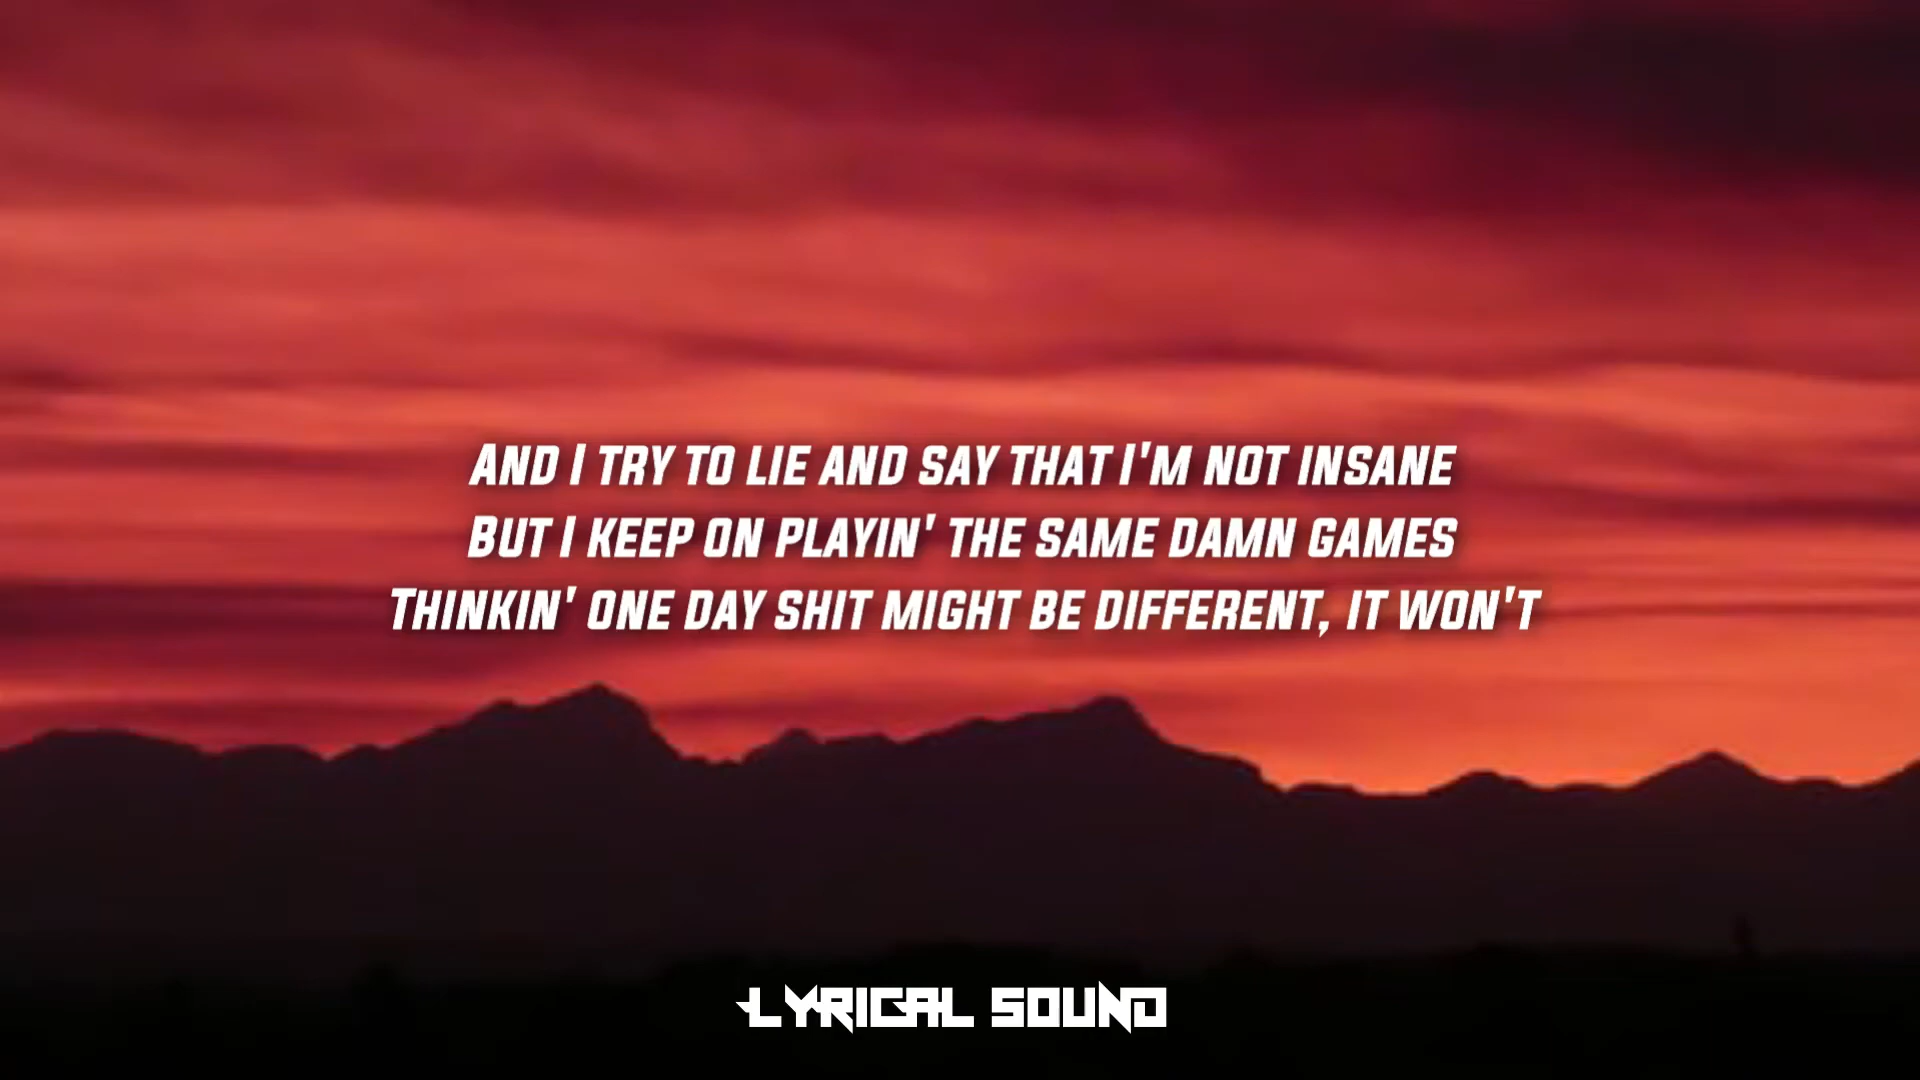 AND I TRY TO LIE AND SAY THAT I'M NOT INSANE
BUT I KEEP ON PLAYIN' THE SAME DAMN GAMES
THINKIN' ONE DAY SHIT MIGHT BE DIFFERENT, IT WON'T
LYRICAL SOUND